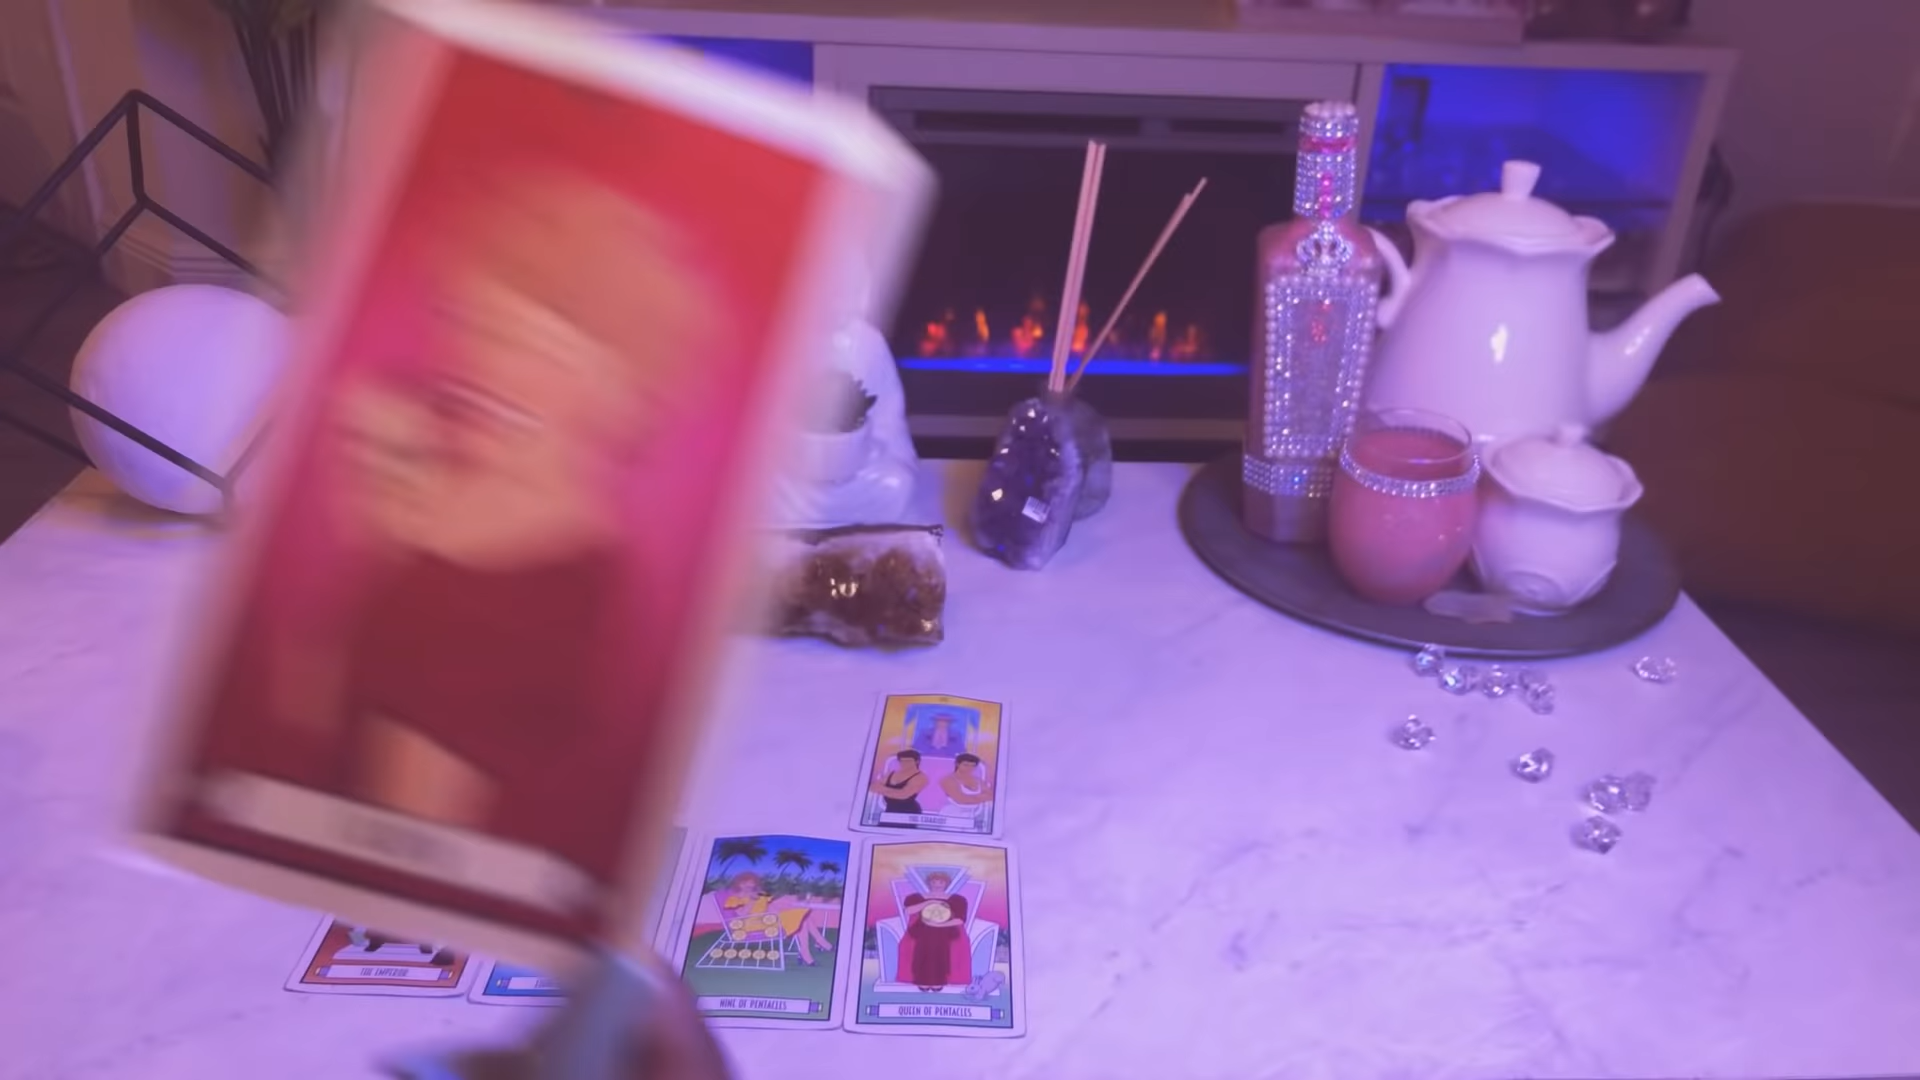 THE CHARIOT
THE EMPEROR
NINE OF PENTACLES
QUEEN OF PENTACLES